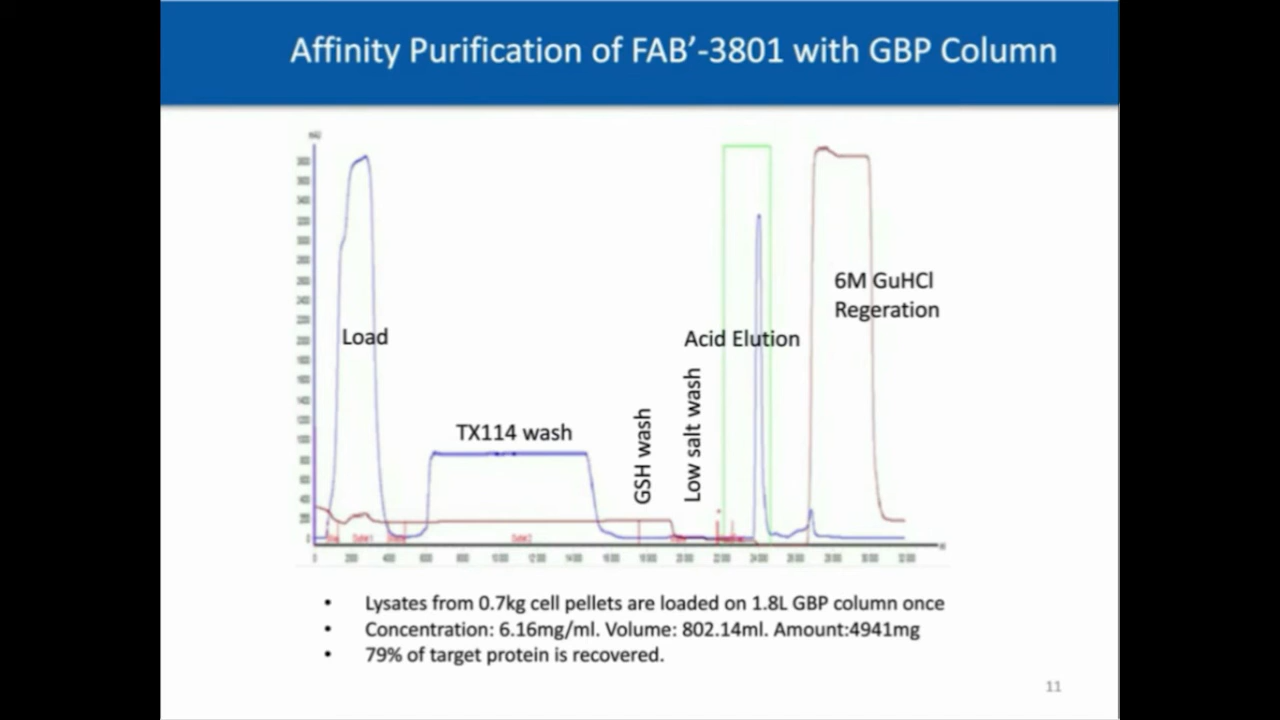 Affinity Purification of FAB’-3801 with GBP Column
Load
TX114 wash
GSH wash
Low salt wash
Acid Elution
6M GuHCl
Regeration
• Lysates from 0.7kg cell pellets are loaded on 1.8L GBP column once
• Concentration: 6.16mg/ml. Volume: 802.14ml. Amount:4941mg
• 79% of target protein is recovered.
11